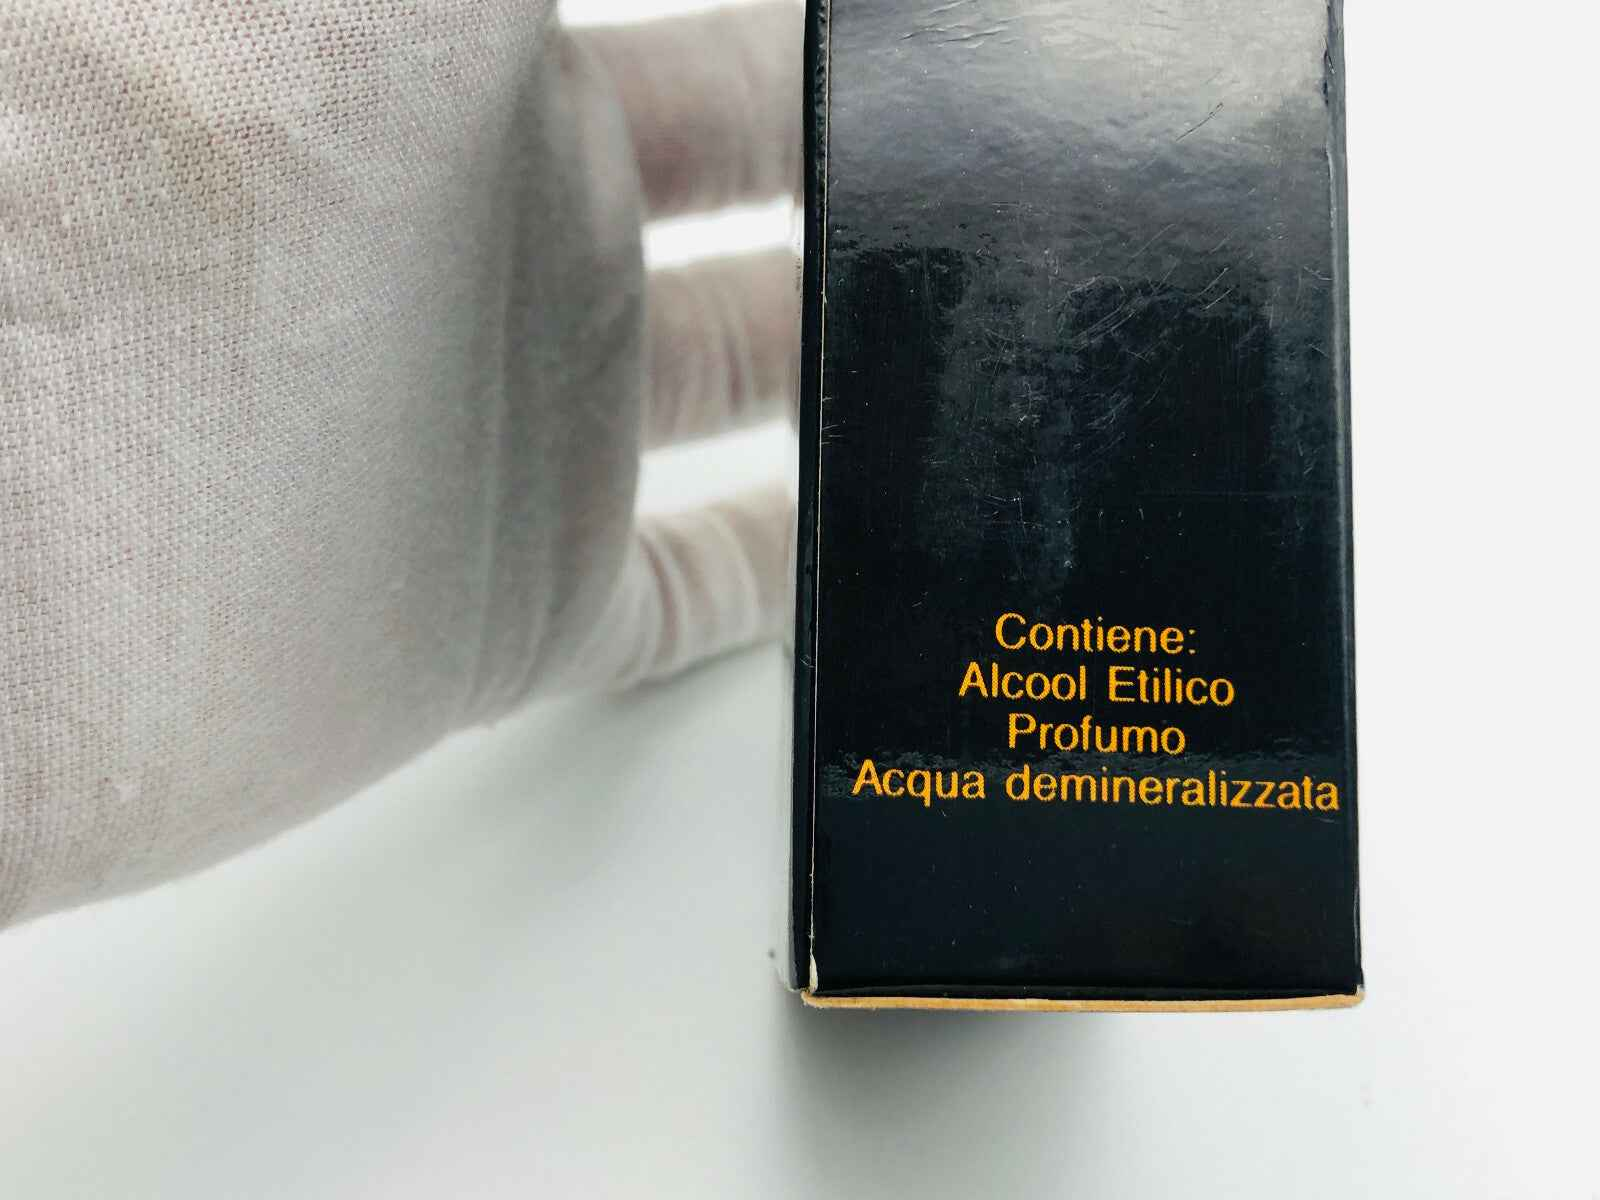 Contiene:
Alcool Etilico
Profumo
Acqua demineralizzata